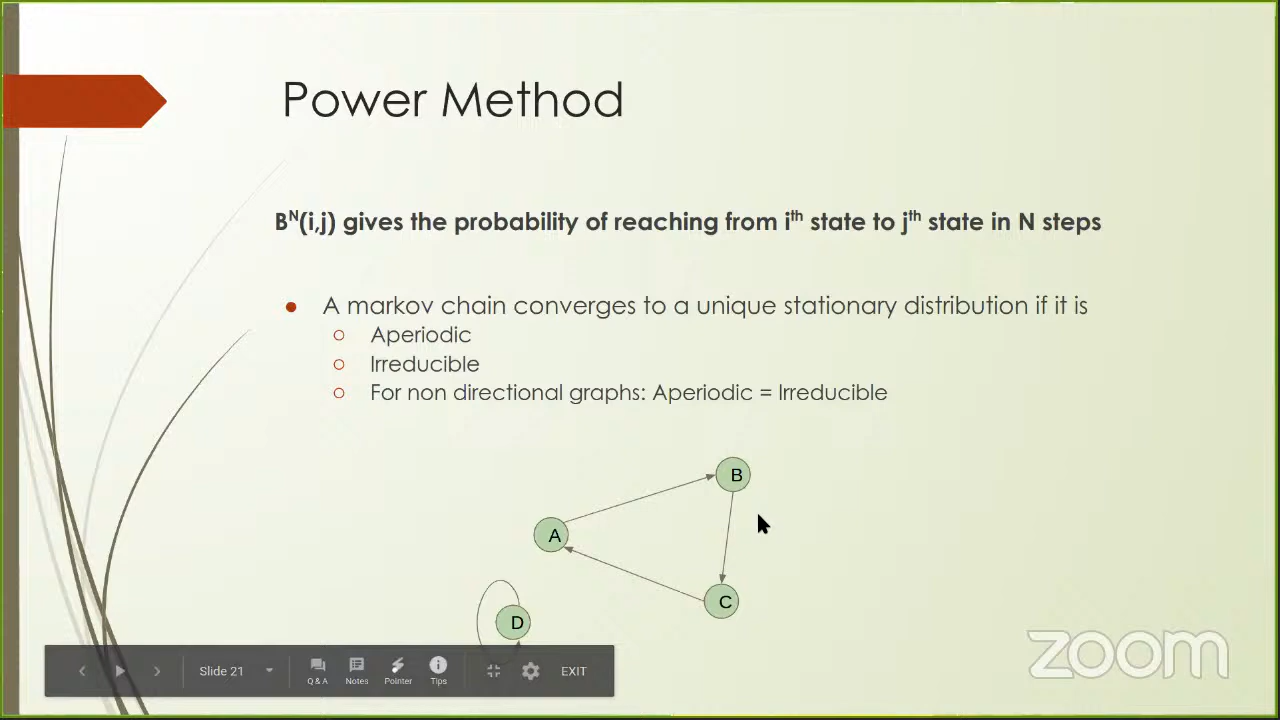 Power Method
Bᴺ(i,j) gives the probability of reaching from iᵗʰ state to jᵗʰ state in N steps
A markov chain converges to a unique stationary distribution if it is
Aperiodic
Irreducible
For non directional graphs: Aperiodic = Irreducible
B
A
C
D
Slide 21
Q & A
Notes
Pointer
Tips
EXIT
zoom